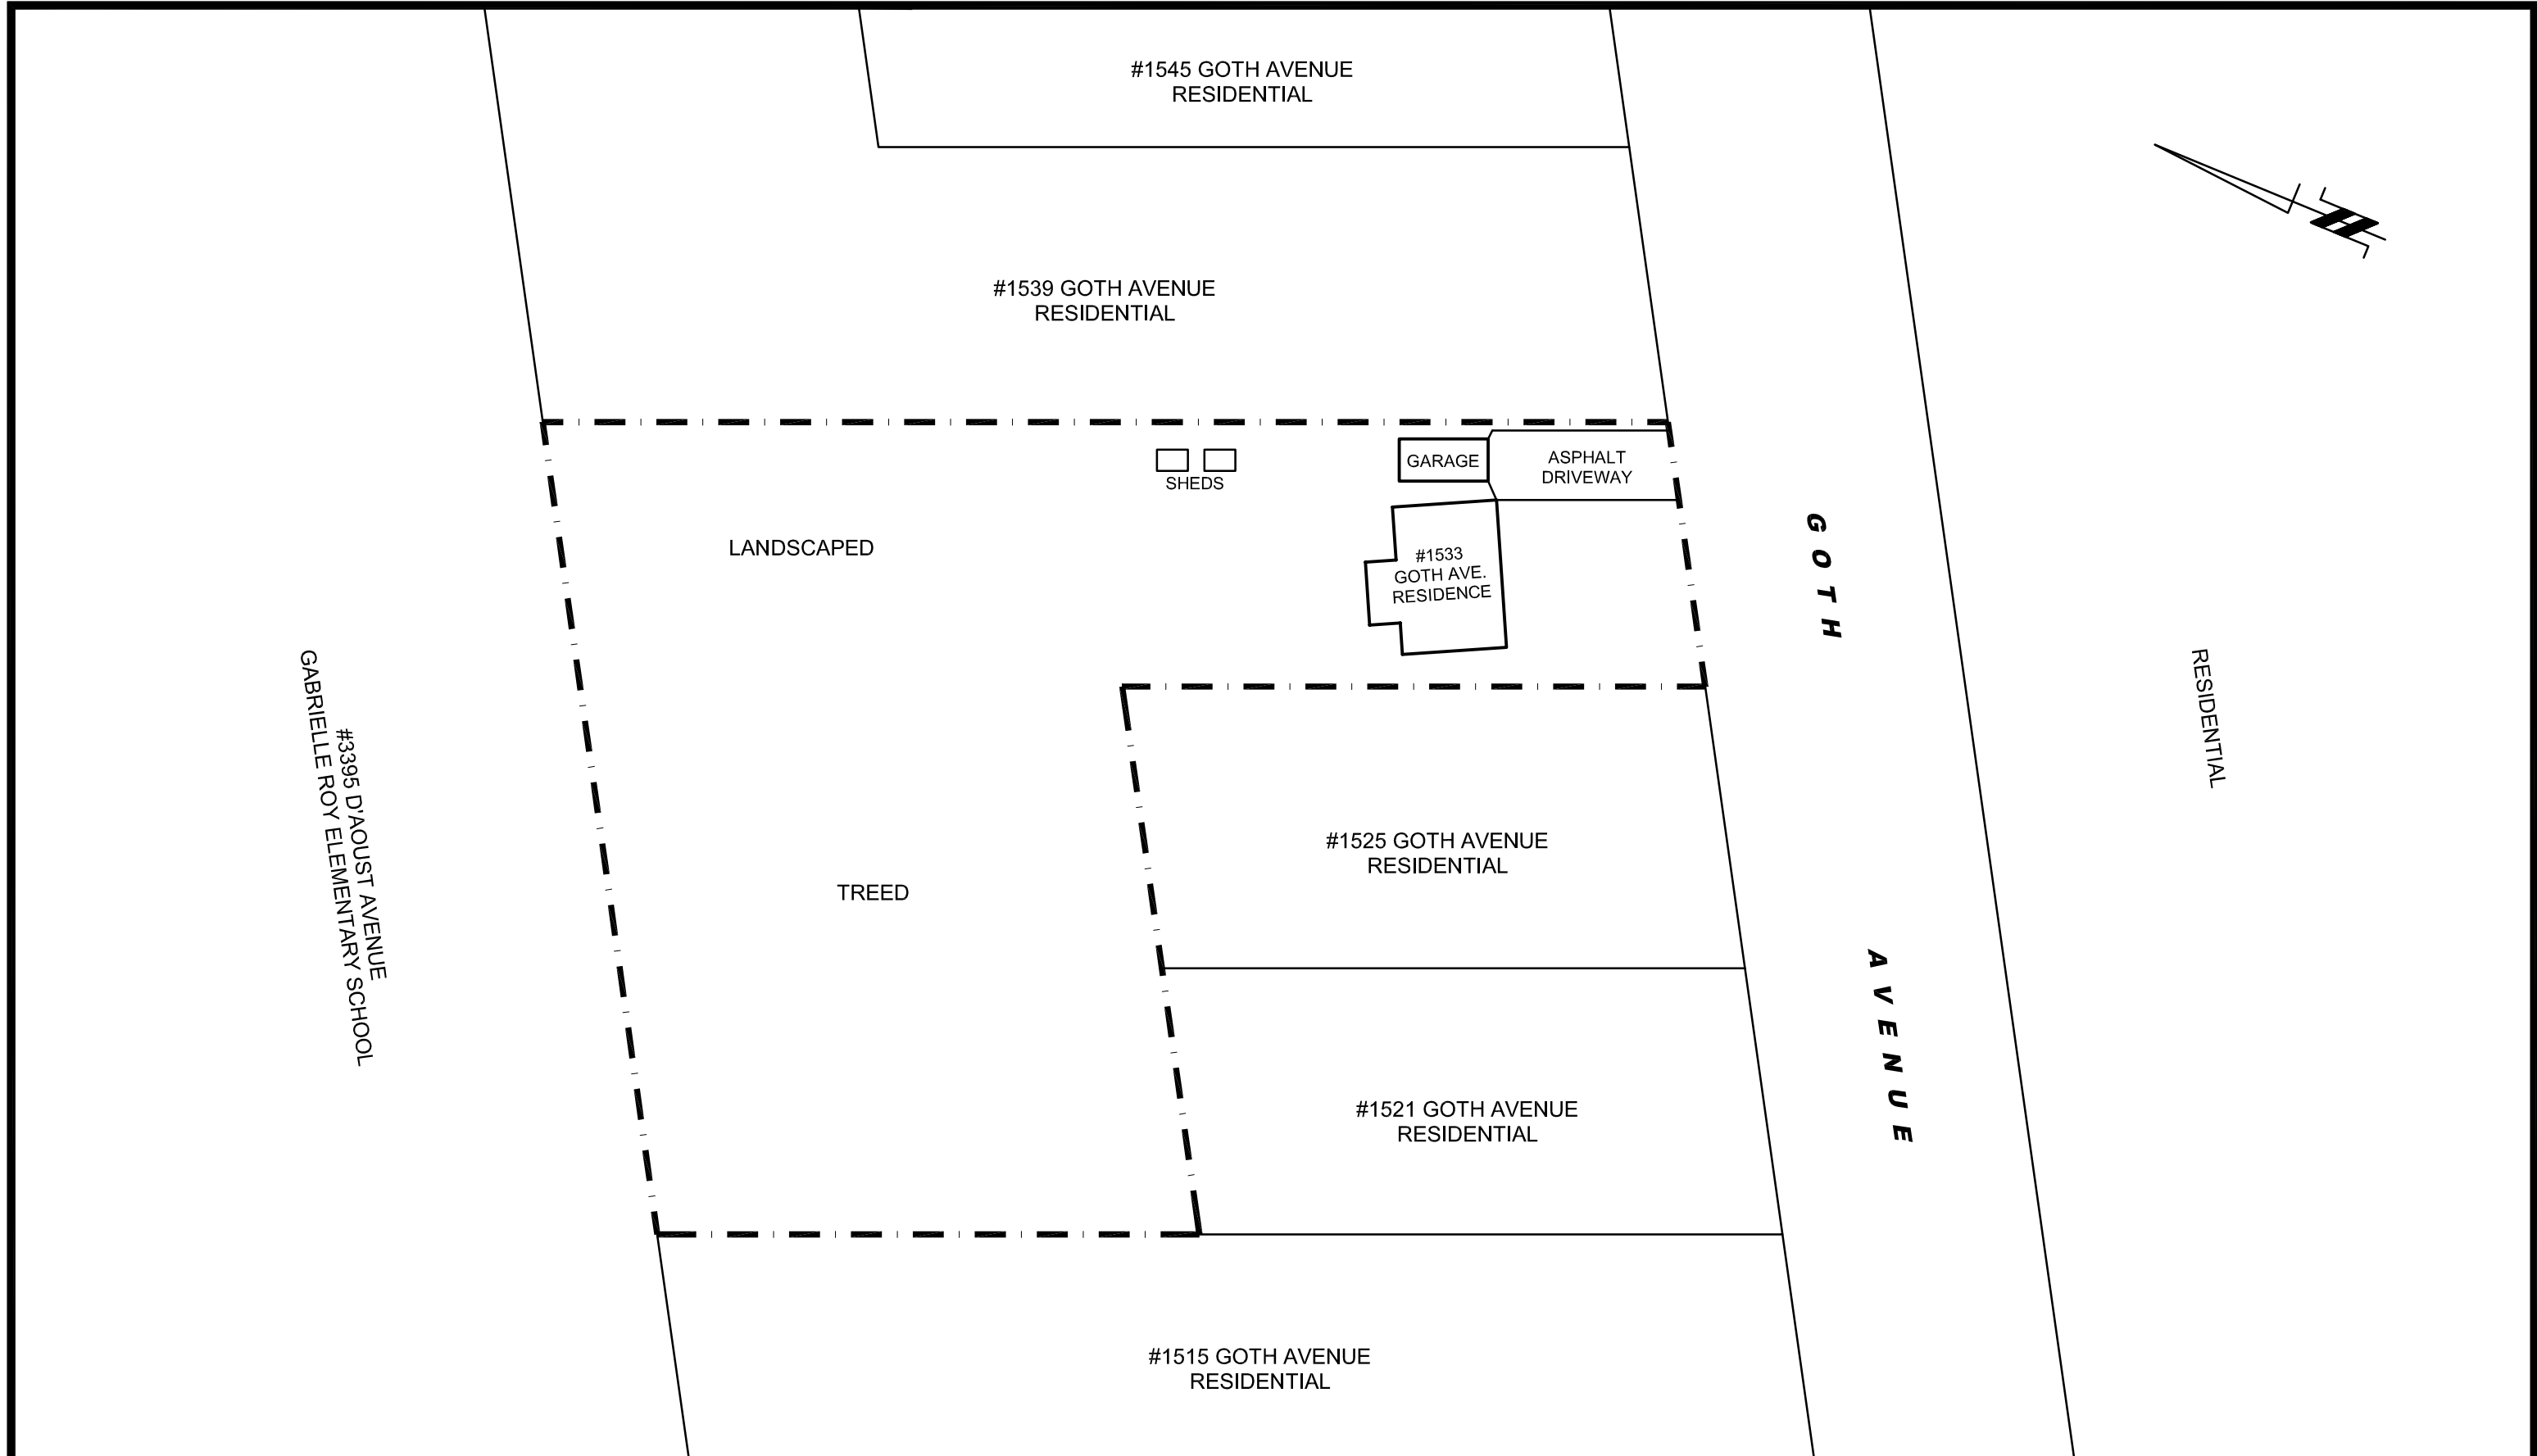 #1545 GOTH AVENUE
RESIDENTIAL
#1539 GOTH AVENUE
RESIDENTIAL
GARAGE
ASPHALT
DRIVEWAY
SHEDS
LANDSCAPED
#1533
GOTH AVE.
RESIDENCE
GOTH AVENUE
RESIDENTIAL
#3395 D'AOUST AVENUE
GABRIELLE ROY ELEMENTARY SCHOOL
#1525 GOTH AVENUE
RESIDENTIAL
TREED
#1521 GOTH AVENUE
RESIDENTIAL
#1515 GOTH AVENUE
RESIDENTIAL